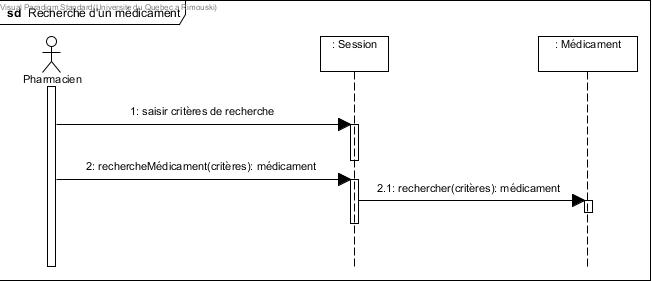 Visual Paradigm Standard(Universite du Quebec a Rimouski)
sd Recherche d'un médicament
: Session
: Médicament
Pharmacien
1: saisir critères de recherche
2: rechercheMédicament(critères): médicament
2.1: rechercher(critères): médicament